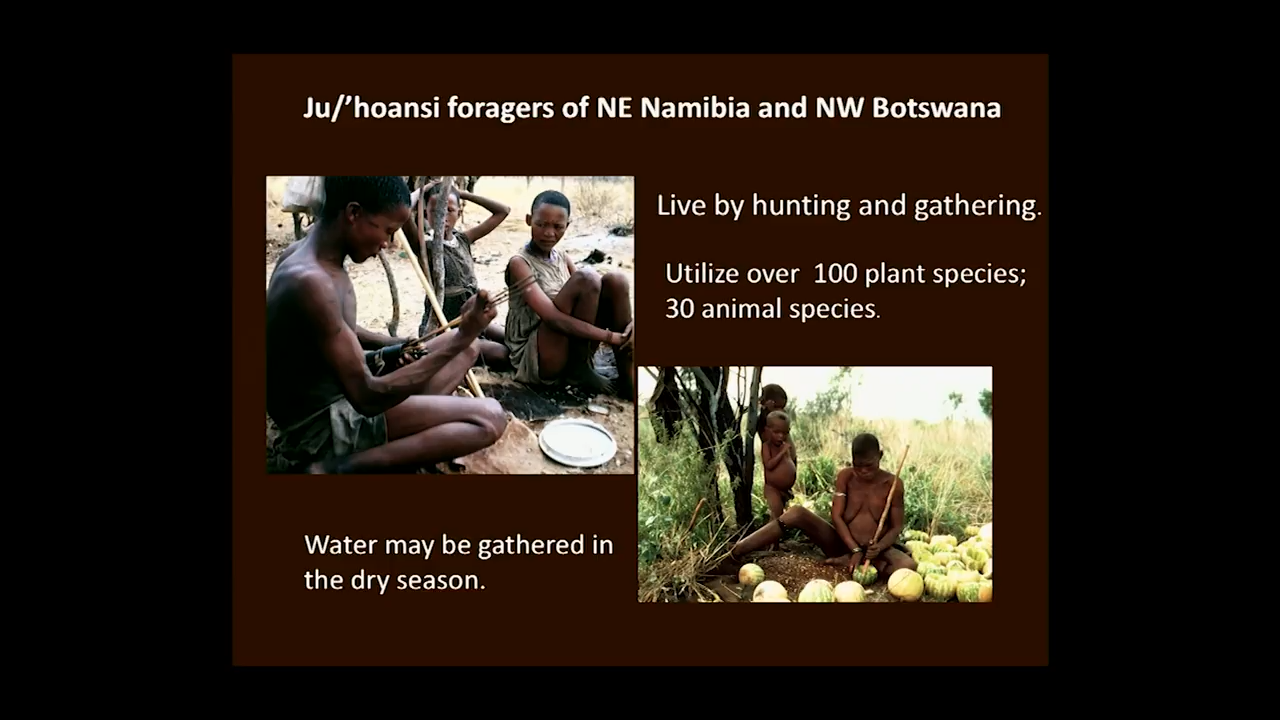 Ju/’hoansi foragers of NE Namibia and NW Botswana
Live by hunting and gathering.
Utilize over  100 plant species;
30 animal species.
Water may be gathered in
the dry season.